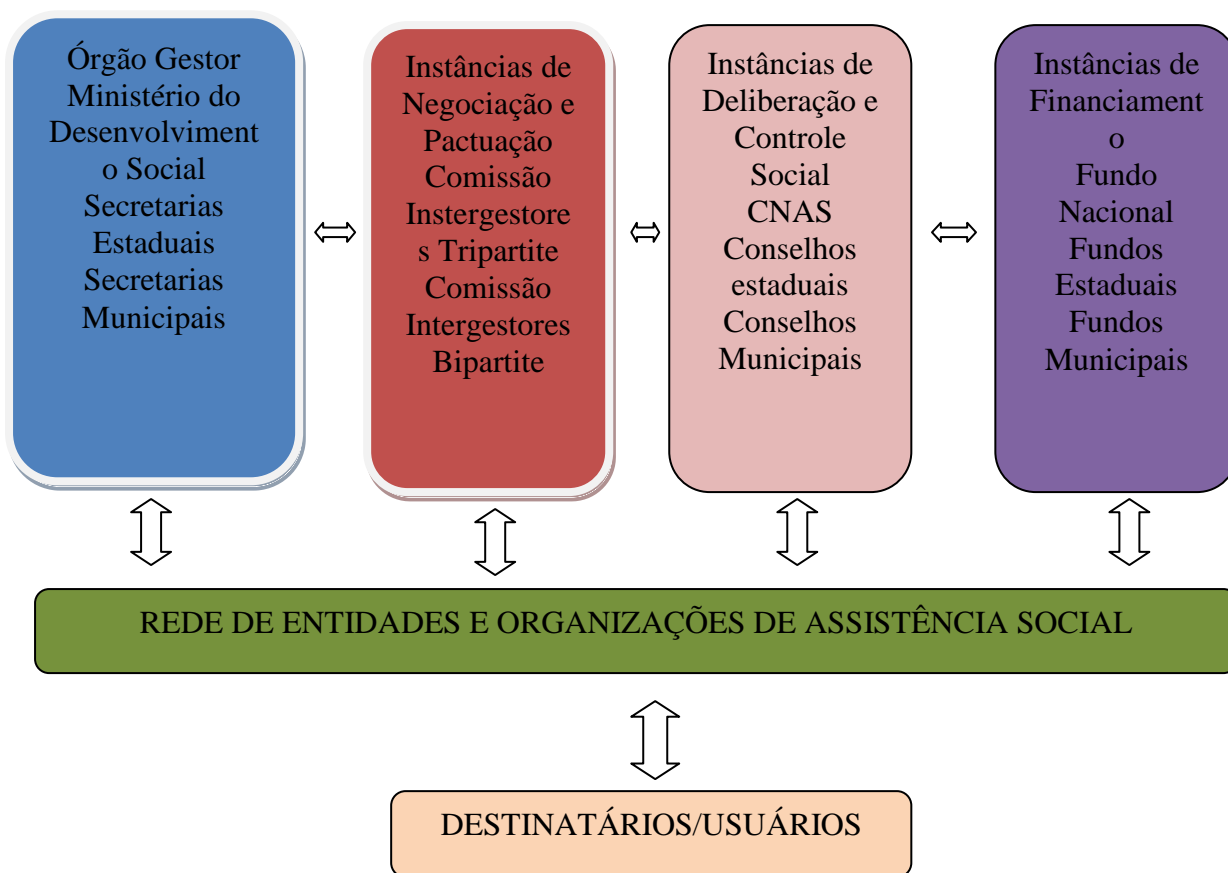 Órgão Gestor
Ministério do
Desenvolviment
o Social
Secretarias
Estaduais
Secretarias
Municipais
Instâncias de
Negociação e
Pactuação
Comissão
Instergestore
s Tripartite
Comissão
Intergestores
Bipartite
Instâncias de
Deliberação e
Controle
Social
CNAS
Conselhos
estaduais
Conselhos
Municipais
Instâncias de
Financiament
o
Fundo
Nacional
Fundos
Estaduais
Fundos
Municipais
REDE DE ENTIDADES E ORGANIZAÇÕES DE ASSISTÊNCIA SOCIAL
DESTINATÁRIOS/USUÁRIOS